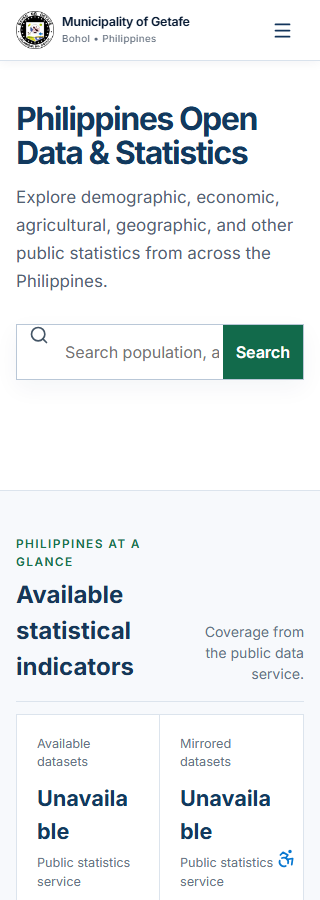 Municipality of Getafe
Bohol • Philippines
Philippines Open
Data & Statistics
Explore demographic, economic,
agricultural, geographic, and other
public statistics from across the
Philippines.
Search population, a
Search
PHILIPPINES AT A
GLANCE
Available
statistical
indicators
Coverage from
the public data
service.
Available
datasets
Unavaila
ble
Public statistics
service
Mirrored
datasets
Unavaila
ble
Public statistics
service